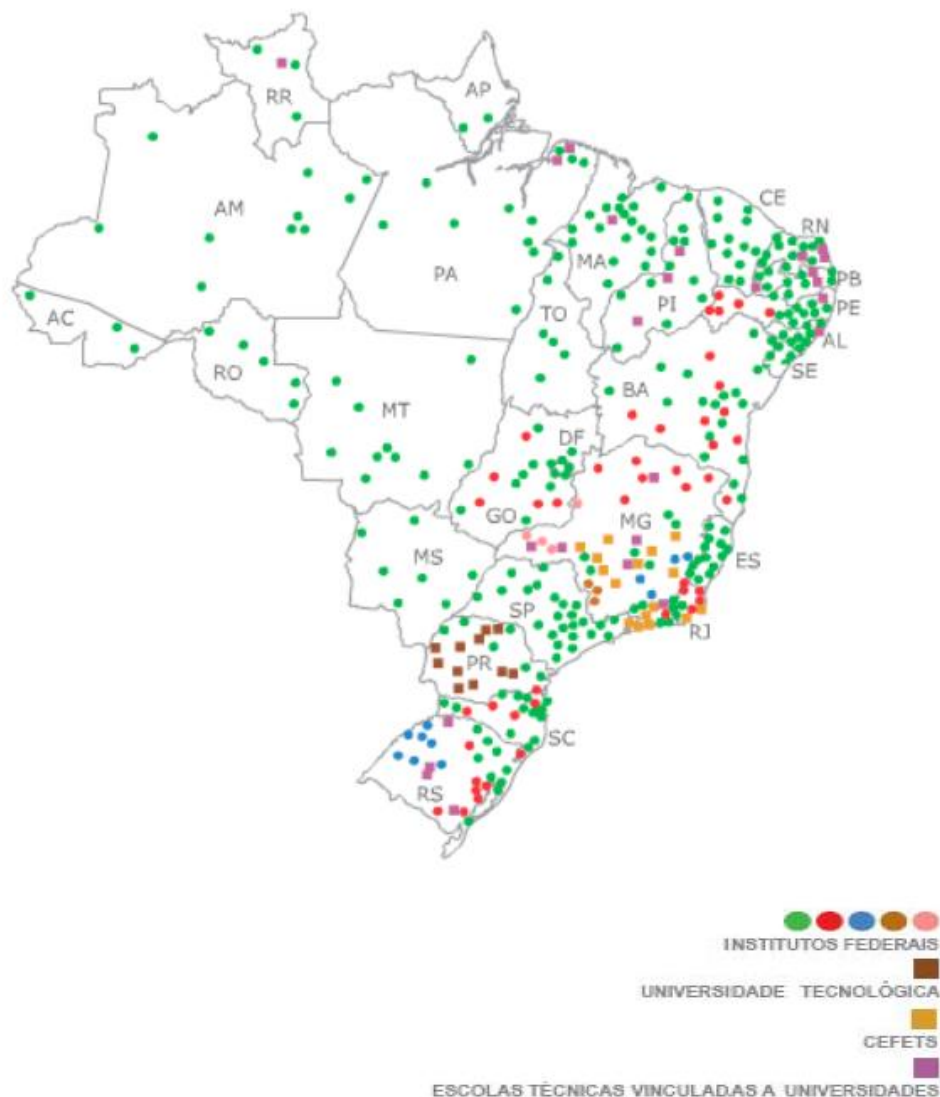 RR
AP
AM
PA
MA
CE
RN
PB
PE
AL
SE
PI
TO
AC
RO
BA
MT
DF
GO
MG
ES
MS
SP
RJ
PR
SC
RS
INSTITUTOS FEDERAIS
UNIVERSIDADE TECNOLÓGICA
CEFETS
ESCOLAS TÉCNICAS VINCULADAS A UNIVERSIDADES